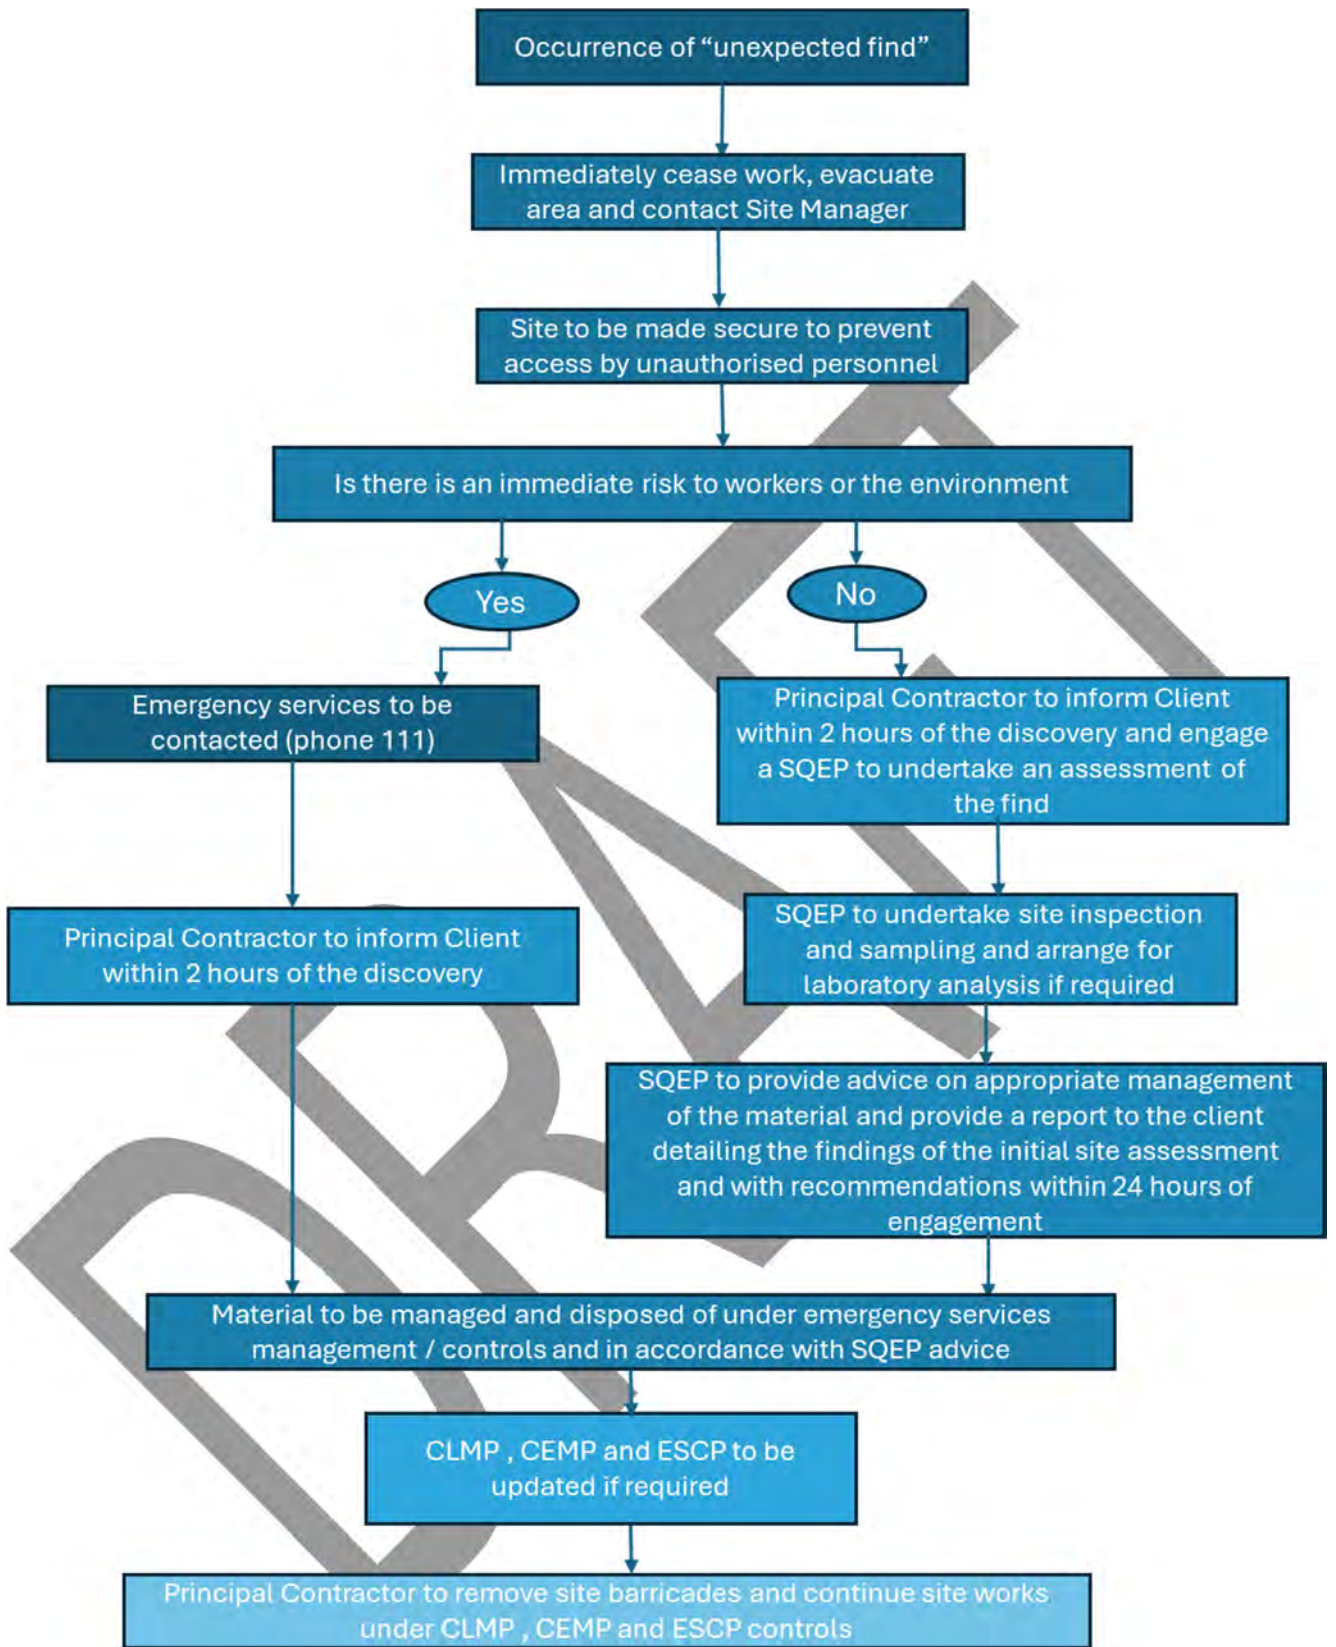 Occurrence of “unexpected find”
Immediately cease work, evacuate
area and contact Site Manager
Site to be made secure to prevent
access by unauthorised personnel
Is there is an immediate risk to workers or the environment
Yes
No
Emergency services to be
contacted (phone 111)
Principal Contractor to inform Client
within 2 hours of the discovery and engage
a SQEP to undertake an assessment of
the find
Principal Contractor to inform Client
within 2 hours of the discovery
SQEP to undertake site inspection
and sampling and arrange for
laboratory analysis if required
SQEP to provide advice on appropriate management
of the material and provide a report to the client
detailing the findings of the initial site assessment
and with recommendations within 24 hours of
engagement
Material to be managed and disposed of under emergency services
management / controls and in accordance with SQEP advice
CLMP , CEMP and ESCP to be
updated if required
Principal Contractor to remove site barricades and continue site works
under CLMP , CEMP and ESCP controls
DRAFT